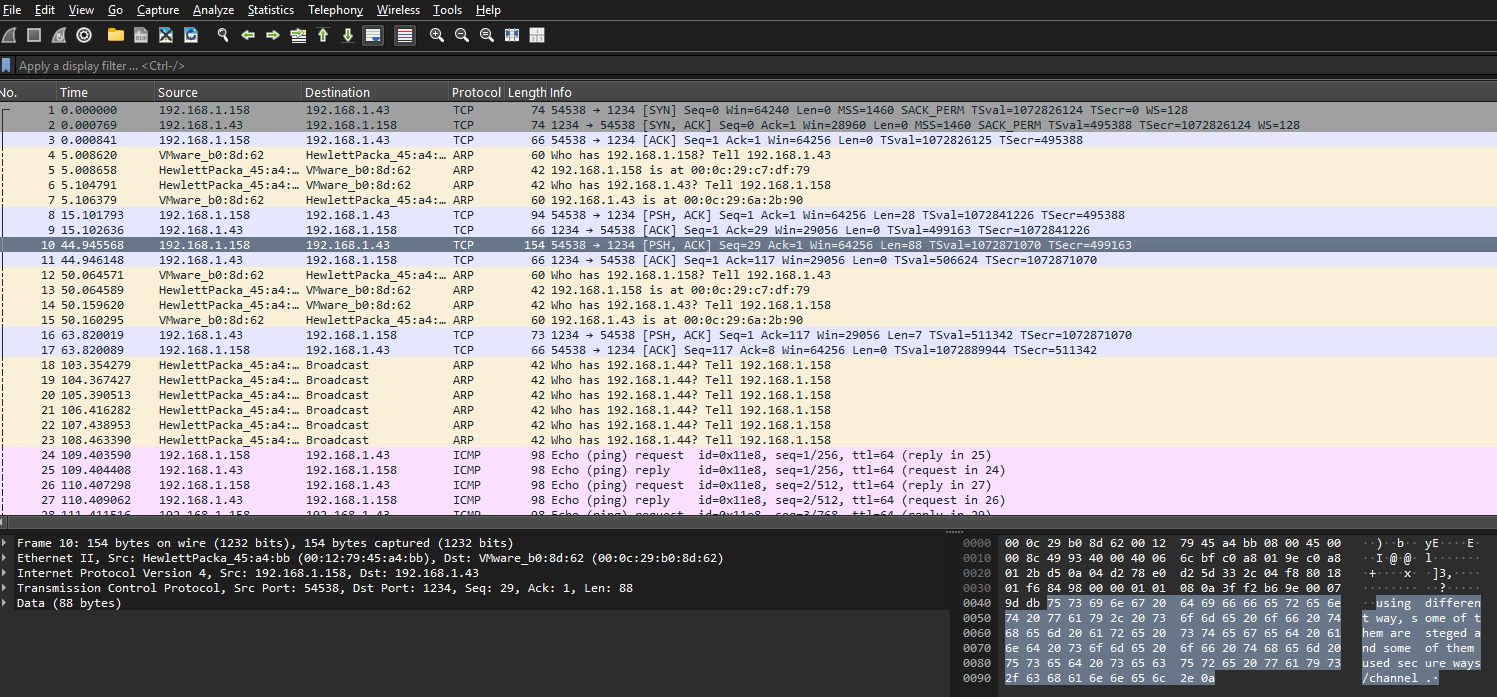 File Edit View Go Capture Analyze Statistics Telephony Wireless Tools Help
Apply a display filter ... <Ctrl-/>
No. Time Source Destination Protocol Length Info
1 0.000000 192.168.1.158 192.168.1.43 TCP 74 54538 → 1234 [SYN] Seq=0 Win=64240 Len=0 MSS=1460 SACK_PERM TSval=1072826124 TSecr=0 WS=128
2 0.000769 192.168.1.43 192.168.1.158 TCP 74 1234 → 54538 [SYN, ACK] Seq=0 Ack=1 Win=28960 Len=0 MSS=1460 SACK_PERM TSval=495388 TSecr=1072826124 WS=128
3 0.000841 192.168.1.158 192.168.1.43 TCP 66 54538 → 1234 [ACK] Seq=1 Ack=1 Win=64256 Len=0 TSval=1072826125 TSecr=495388
4 5.008620 VMware_b0:8d:62 HewlettPacka_45:a4:… ARP 60 Who has 192.168.1.158? Tell 192.168.1.43
5 5.008658 HewlettPacka_45:a4:… VMware_b0:8d:62 ARP 42 192.168.1.158 is at 00:0c:29:c7:df:79
6 5.104791 HewlettPacka_45:a4:… VMware_b0:8d:62 ARP 42 Who has 192.168.1.43? Tell 192.168.1.158
7 5.106379 VMware_b0:8d:62 HewlettPacka_45:a4:… ARP 60 192.168.1.43 is at 00:0c:29:6a:2b:90
8 15.101793 192.168.1.158 192.168.1.43 TCP 94 54538 → 1234 [PSH, ACK] Seq=1 Ack=1 Win=64256 Len=28 TSval=1072841226 TSecr=495388
9 15.102636 192.168.1.43 192.168.1.158 TCP 66 1234 → 54538 [ACK] Seq=1 Ack=29 Win=29056 Len=0 TSval=499163 TSecr=1072841226
10 44.945568 192.168.1.158 192.168.1.43 TCP 154 54538 → 1234 [PSH, ACK] Seq=29 Ack=1 Win=64256 Len=88 TSval=1072871070 TSecr=499163
11 44.946148 192.168.1.43 192.168.1.158 TCP 66 1234 → 54538 [ACK] Seq=1 Ack=117 Win=29056 Len=0 TSval=506624 TSecr=1072871070
12 50.064571 VMware_b0:8d:62 HewlettPacka_45:a4:… ARP 60 Who has 192.168.1.158? Tell 192.168.1.43
13 50.064589 HewlettPacka_45:a4:… VMware_b0:8d:62 ARP 42 192.168.1.158 is at 00:0c:29:c7:df:79
14 50.159620 HewlettPacka_45:a4:… VMware_b0:8d:62 ARP 42 Who has 192.168.1.43? Tell 192.168.1.158
15 50.160295 VMware_b0:8d:62 HewlettPacka_45:a4:… ARP 60 192.168.1.43 is at 00:0c:29:6a:2b:90
16 63.820019 192.168.1.43 192.168.1.158 TCP 73 1234 → 54538 [PSH, ACK] Seq=1 Ack=117 Win=29056 Len=7 TSval=511342 TSecr=1072871070
17 63.820089 192.168.1.158 192.168.1.43 TCP 66 54538 → 1234 [ACK] Seq=117 Ack=8 Win=64256 Len=0 TSval=1072889944 TSecr=511342
18 103.354279 HewlettPacka_45:a4:… Broadcast ARP 42 Who has 192.168.1.44? Tell 192.168.1.158
19 104.367427 HewlettPacka_45:a4:… Broadcast ARP 42 Who has 192.168.1.44? Tell 192.168.1.158
20 105.390513 HewlettPacka_45:a4:… Broadcast ARP 42 Who has 192.168.1.44? Tell 192.168.1.158
21 106.416282 HewlettPacka_45:a4:… Broadcast ARP 42 Who has 192.168.1.44? Tell 192.168.1.158
22 107.438953 HewlettPacka_45:a4:… Broadcast ARP 42 Who has 192.168.1.44? Tell 192.168.1.158
23 108.463390 HewlettPacka_45:a4:… Broadcast ARP 42 Who has 192.168.1.44? Tell 192.168.1.158
24 109.403590 192.168.1.158 192.168.1.43 ICMP 98 Echo (ping) request id=0x11e8, seq=1/256, ttl=64 (reply in 25)
25 109.404408 192.168.1.43 192.168.1.158 ICMP 98 Echo (ping) reply id=0x11e8, seq=1/256, ttl=64 (request in 24)
26 110.407298 192.168.1.158 192.168.1.43 ICMP 98 Echo (ping) request id=0x11e8, seq=2/512, ttl=64 (reply in 27)
27 110.409062 192.168.1.43 192.168.1.158 ICMP 98 Echo (ping) reply id=0x11e8, seq=2/512, ttl=64 (request in 26)
Frame 10: 154 bytes on wire (1232 bits), 154 bytes captured (1232 bits)
Ethernet II, Src: HewlettPacka_45:a4:bb (00:12:79:45:a4:bb), Dst: VMware_b0:8d:62 (00:0c:29:b0:8d:62)
Internet Protocol Version 4, Src: 192.168.1.158, Dst: 192.168.1.43
Transmission Control Protocol, Src Port: 54538, Dst Port: 1234, Seq: 29, Ack: 1, Len: 88
Data (88 bytes)
0000 00 0c 29 b0 8d 62 00 12 79 45 a4 bb 08 00 45 00 ··)··b·· yE····E·
0010 00 8c 49 93 40 00 40 06 6c bf c0 a8 01 9e c0 a8 ··I·@·@· l·······
0020 01 2b d5 0a 04 d2 78 e0 d2 5d 33 2c 04 f8 80 18 ·+····x· ·]3,····
0030 01 f6 84 98 00 00 01 01 08 0a 3f f2 b6 9e 00 07 ········ ··?·····
0040 9d db 75 73 69 6e 67 20 64 69 66 66 65 72 65 6e ··using  differen
0050 74 20 77 61 79 2c 20 73 6f 6d 65 20 6f 66 20 74 t way, s ome of t
0060 68 65 6d 20 61 72 65 20 73 74 65 67 65 64 20 61 hem are  steged a
0070 6e 64 20 73 6f 6d 65 20 6f 66 20 74 68 65 6d 20 nd some  of them
0080 75 73 65 64 20 73 65 63 75 72 65 20 77 61 79 73 used sec ure ways
0090 2f 63 68 61 6e 6e 65 6c 2e 0a /channel .·